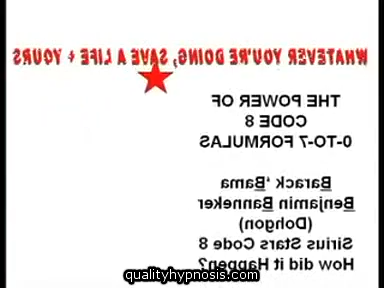 WHATEVER YOU'RE DOING, SAVE A LIFE + YOURS
THE POWER OF
CODE 8
0-TO-7 FORMULAS
Barack 'Bama
Benjamin Banneker
(Dohgon)
Sirius Stars Code 8
How did it Happen?
qualityhypnosis.com